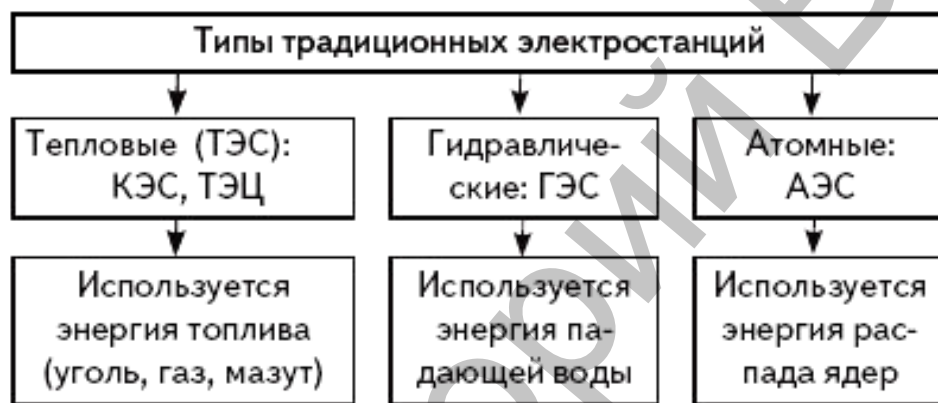 Типы традиционных электростанций
Тепловые (ТЭС):
КЭС, ТЭЦ
Гидравличе-
ские: ГЭС
Атомные:
АЭС
Используется
энергия топлива
(уголь, газ, мазут)
Используется
энергия па-
дающей воды
Используется
энергия рас-
пада ядер